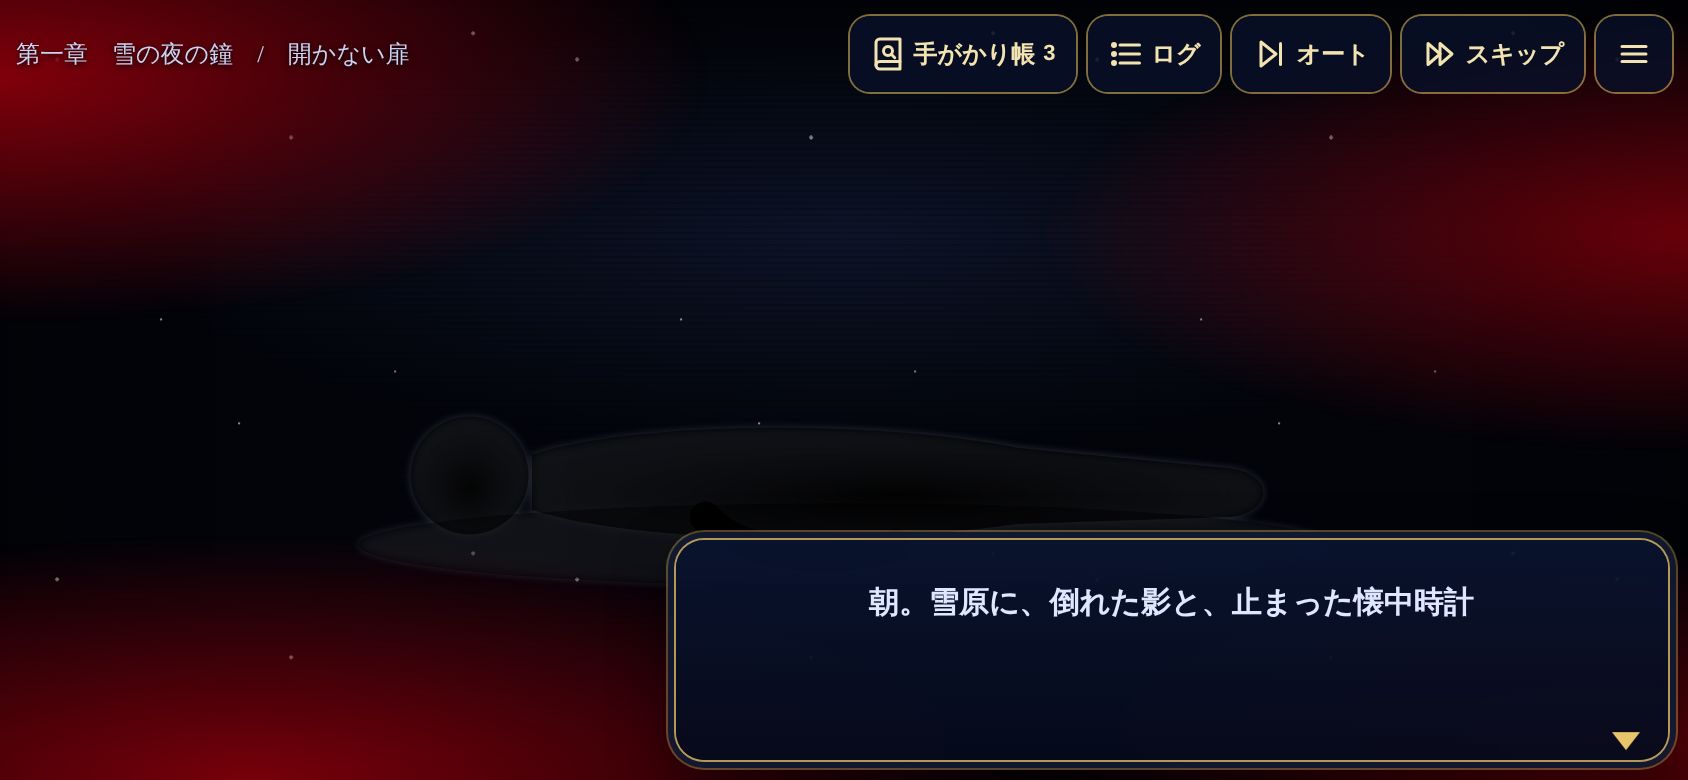 第一章　雪の夜の鐘　/　開かない扉
手がかり帳 3
ログ
オート
スキップ
朝。雪原に、倒れた影と、止まった懐中時計